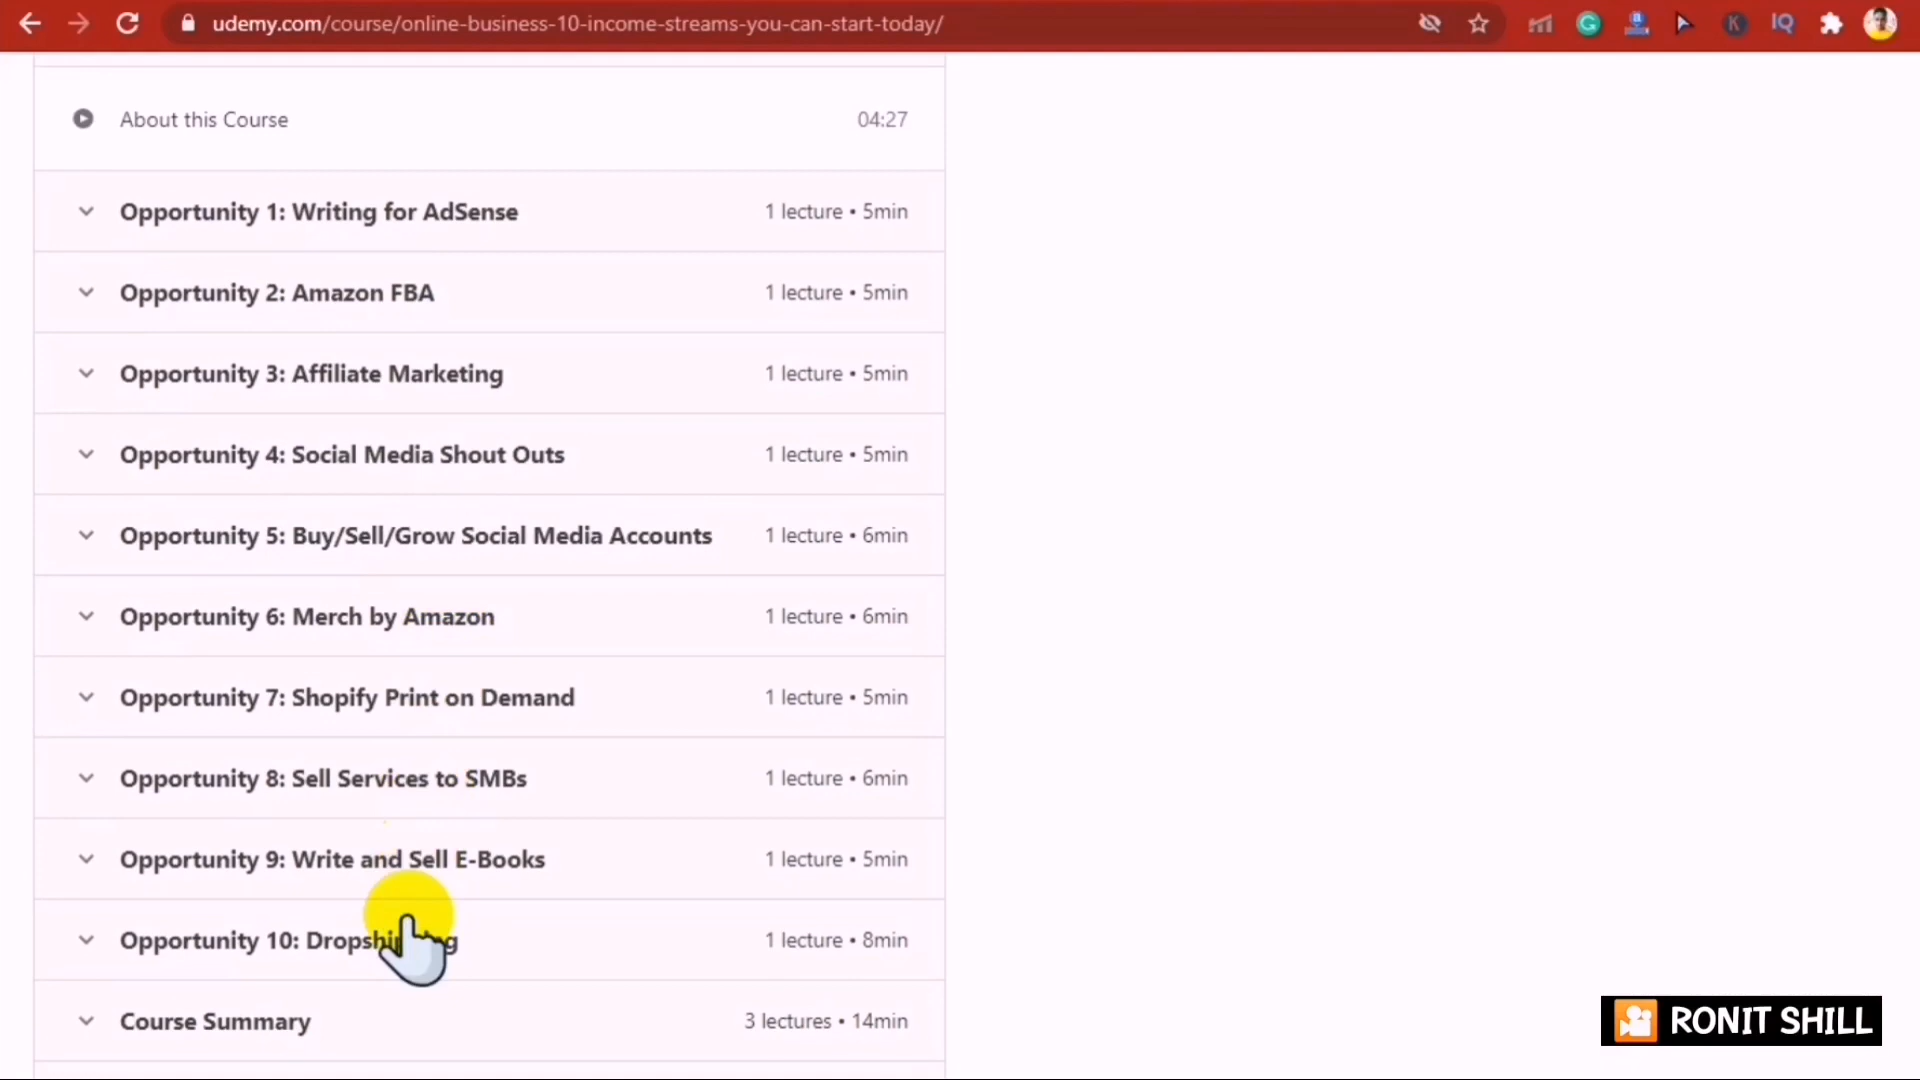 udemy.com/course/online-business-10-income-streams-you-can-start-today/
IQ
About this Course 04:27
Opportunity 1: Writing for AdSense 1 lecture • 5min
Opportunity 2: Amazon FBA 1 lecture • 5min
Opportunity 3: Affiliate Marketing 1 lecture • 5min
Opportunity 4: Social Media Shout Outs 1 lecture • 5min
Opportunity 5: Buy/Sell/Grow Social Media Accounts 1 lecture • 6min
Opportunity 6: Merch by Amazon 1 lecture • 6min
Opportunity 7: Shopify Print on Demand 1 lecture • 5min
Opportunity 8: Sell Services to SMBs 1 lecture • 6min
Opportunity 9: Write and Sell E-Books 1 lecture • 5min
Opportunity 10: Dropshipping 1 lecture • 8min
Course Summary 3 lectures • 14min
RONIT SHILL